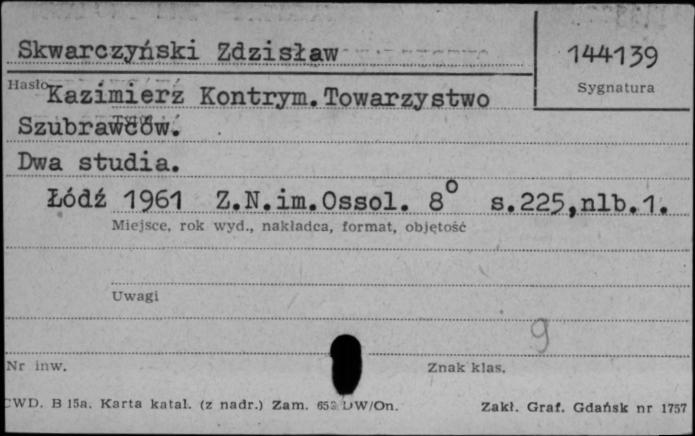 Skwarczyński Zdzisław
144139
Hasło
Sygnatura
Kazimierz Kontrym.Towarzystwo
Szubrawców.
Dwa studia.
Łódź 1961 Z.N.im.Ossol. 8° s.225,nlb.1.
Miejsce, rok wyd., nakładca, format, objętość
Uwagi
9
Nr inw.
Znak klas.
CWD. B 15a. Karta katal. (z nadr.) Zam. DW/On.
Zakł. Graf. Gdańsk nr 1757